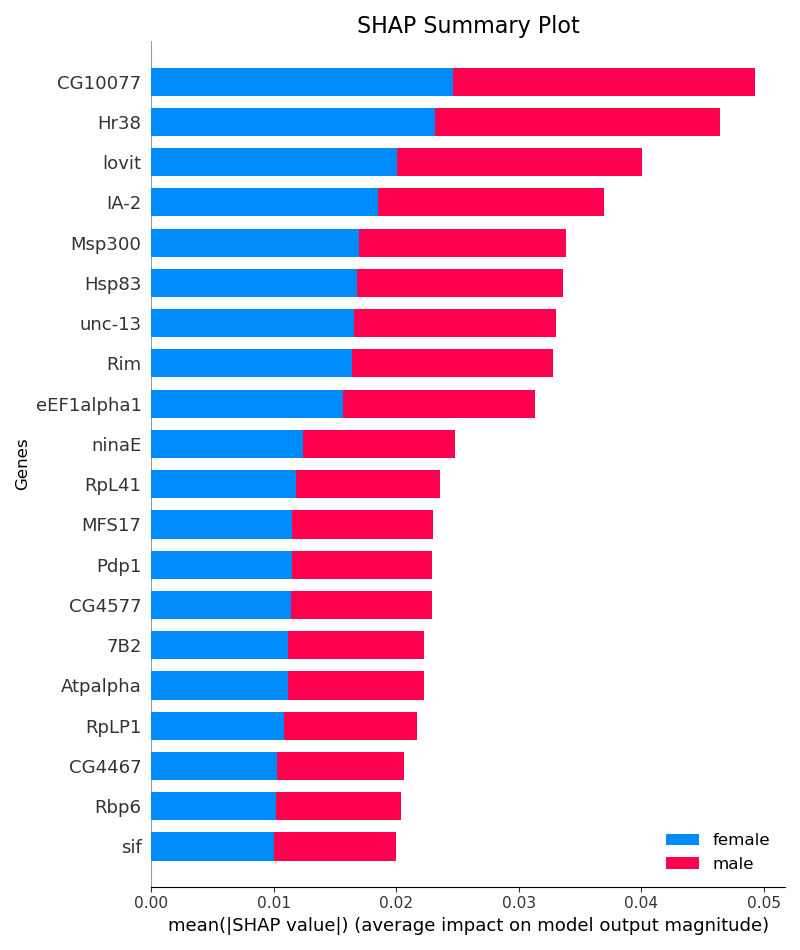 SHAP Summary Plot
CG10077
Hr38
lovit
IA-2
Msp300
Hsp83
unc-13
Rim
eEF1alpha1
ninaE
RpL41
MFS17
Pdp1
CG4577
7B2
Atpalpha
RpLP1
CG4467
Rbp6
sif
Genes
female
male
0.00 0.01 0.02 0.03 0.04 0.05
mean(|SHAP value|) (average impact on model output magnitude)